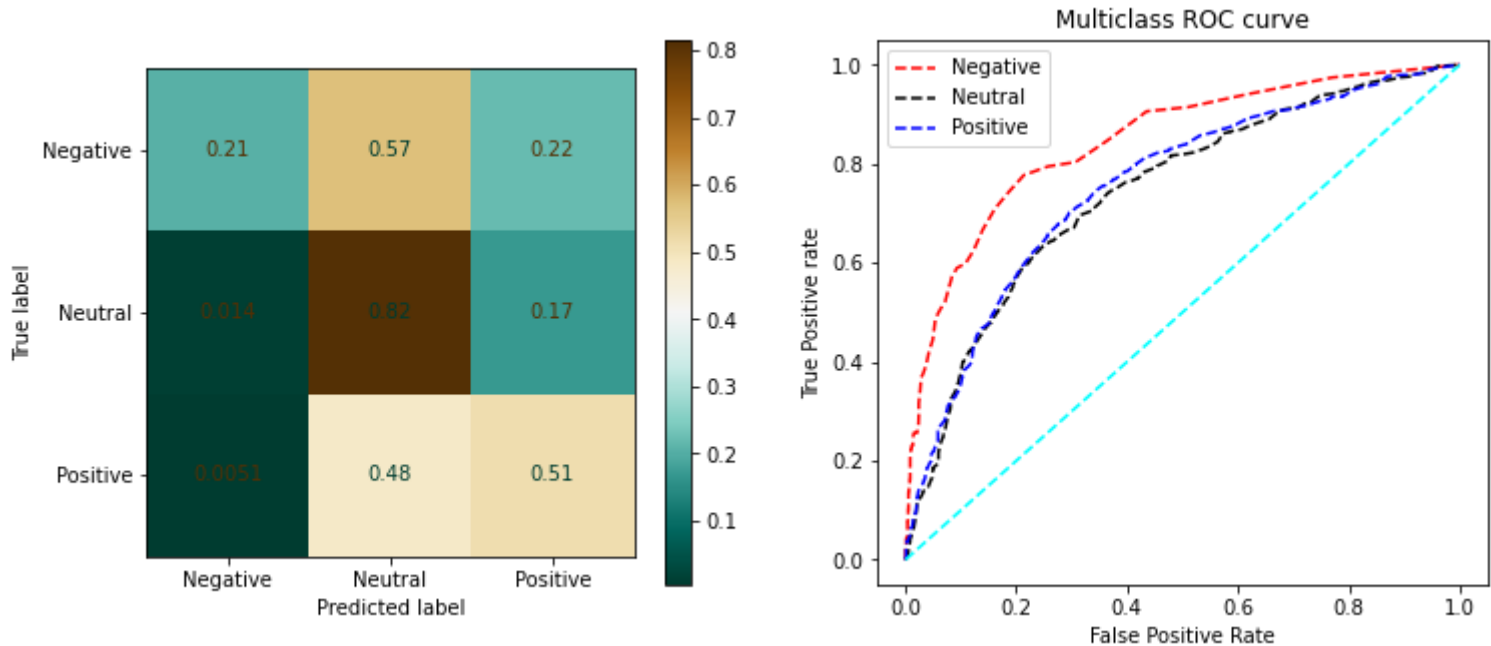 Negative 0.21 0.57 0.22
Neutral 0.014 0.82 0.17
Positive 0.0051 0.48 0.51
True label
Negative Neutral Positive
Predicted label
0.8
0.7
0.6
0.5
0.4
0.3
0.2
0.1
Multiclass ROC curve
Negative
Neutral
Positive
True Positive rate
1.0
0.8
0.6
0.4
0.2
0.0
0.0 0.2 0.4 0.6 0.8 1.0
False Positive Rate